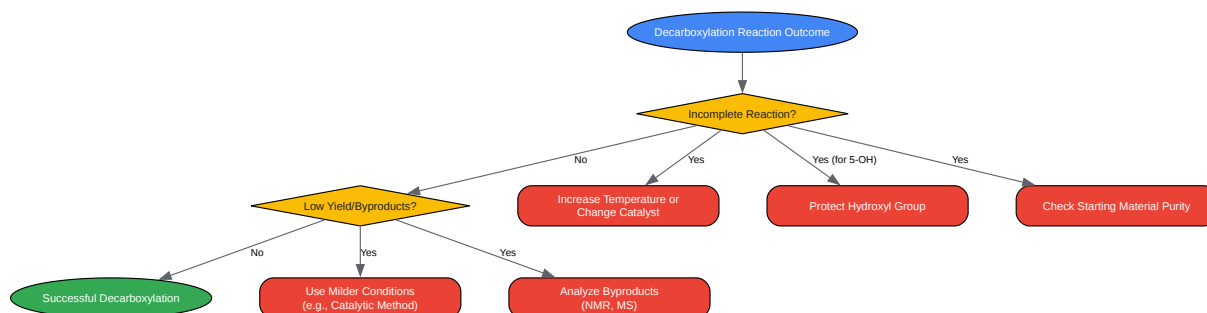 Decarboxylation Reaction Outcome
Incomplete Reaction?
No
Yes
Yes (for 5-OH)
Yes
Low Yield/Byproducts?
Increase Temperature or
Change Catalyst
Protect Hydroxyl Group
Check Starting Material Purity
No
Yes
Yes
Successful Decarboxylation
Use Milder Conditions
(e.g., Catalytic Method)
Analyze Byproducts
(NMR, MS)